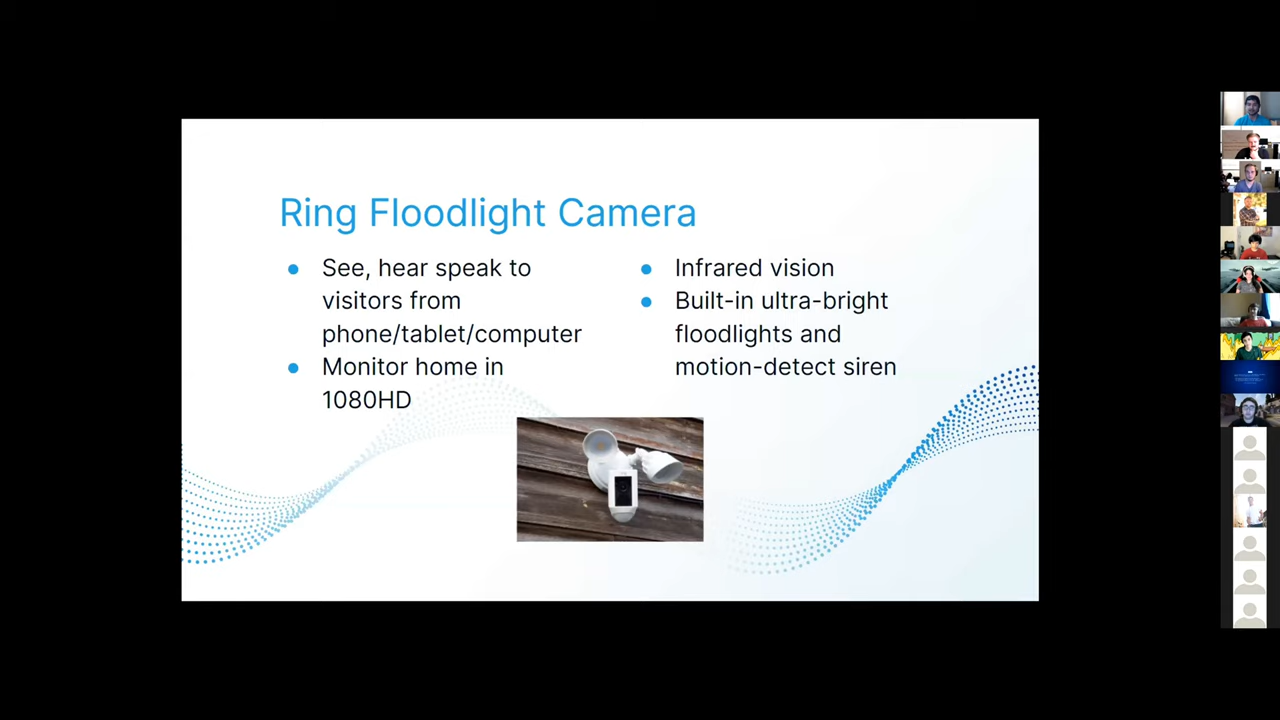 Ring Floodlight Camera
● See, hear speak to
visitors from
phone/tablet/computer
● Monitor home in
1080HD
● Infrared vision
● Built-in ultra-bright
floodlights and
motion-detect siren